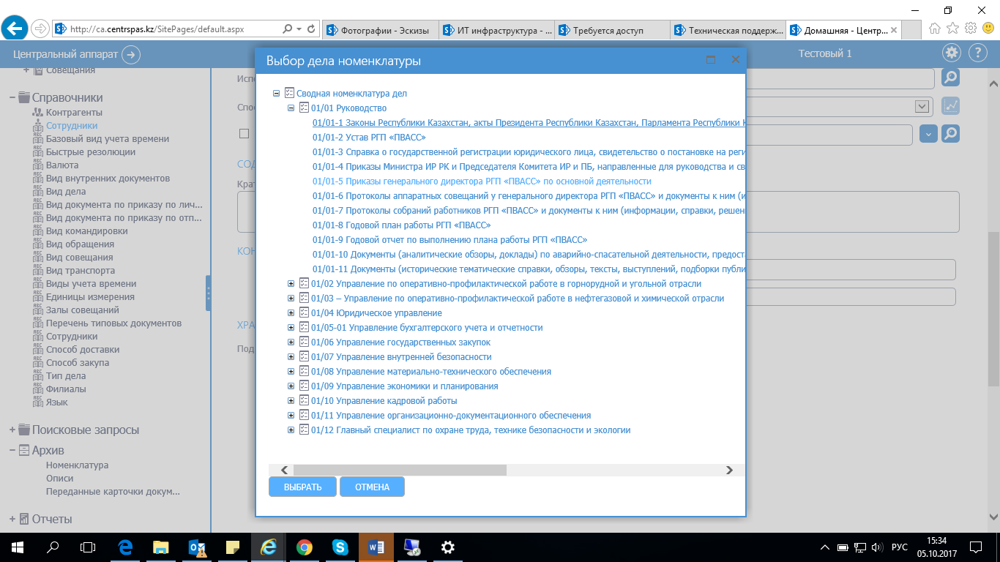 http://ca.centrspas.kz/SitePages/default.aspx
Фотографии - Эскизы
ИТ инфраструктура - ...
Требуется доступ
Техническая поддерж...
Домашняя - Центр...
Центральный аппарат
Тестовый 1
Выбор дела номенклатуры
Совещания
Справочники
Контрагенты
Сотрудники
Базовый вид учета времени
Быстрые резолюции
Валюта
Вид внутренних документов
Вид дела
Вид документа по приказу по лич...
Вид документа по приказу по отп...
Вид командировки
Вид обращения
Вид совещания
Вид транспорта
Виды учета времени
Единицы измерения
Залы совещаний
Перечень типовых документов
Сотрудники
Способ доставки
Способ закупа
Тип дела
Филиалы
Язык
Поисковые запросы
Архив
Номенклатура
Описи
Переданные карточки докум...
Отчеты
Испо
Спос
СОД
Крат
КОН
ХРА
Под
Сводная номенклатура дел
01/01 Руководство
01/01-1 Законы Республики Казахстан, акты Президента Республики Казахстан, Парламента Республики К
01/01-2 Устав РГП «ПВАСС»
01/01-3 Справка о государственной регистрации юридического лица, свидетельство о постановке на реги
01/01-4 Приказы Министра ИР РК и Председателя Комитета ИР и ПБ, направленные для руководства и св
01/01-5 Приказы генерального директора РГП «ПВАСС» по основной деятельности
01/01-6 Протоколы аппаратных совещаний у генерального директора РГП «ПВАСС» и документы к ним (и
01/01-7 Протоколы собраний работников РГП «ПВАСС» и документы к ним (информации, справки, решен
01/01-8 Годовой план работы РГП «ПВАСС»
01/01-9 Годовой отчет по выполнению плана работы РГП «ПВАСС»
01/01-10 Документы (аналитические обзоры, доклады) по аварийно-спасательной деятельности, предоста
01/01-11 Документы (исторические тематические справки, обзоры, тексты, выступлений, подборки публи
01/02 Управление по оперативно-профилактической работе в горнорудной и угольной отрасли
01/03 – Управление по оперативно-профилактической работе в нефтегазовой и химической отрасли
01/04 Юридическое управление
01/05-01 Управление бухгалтерского учета и отчетности
01/06 Управление государственных закупок
01/07 Управление внутренней безопасности
01/08 Управление материально-технического обеспечения
01/09 Управление экономики и планирования
01/10 Управление кадровой работы
01/11 Управление организационно-документационного обеспечения
01/12 Главный специалист по охране труда, технике безопасности и экологии
ВЫБРАТЬ
ОТМЕНА
РУС
15:34
05.10.2017